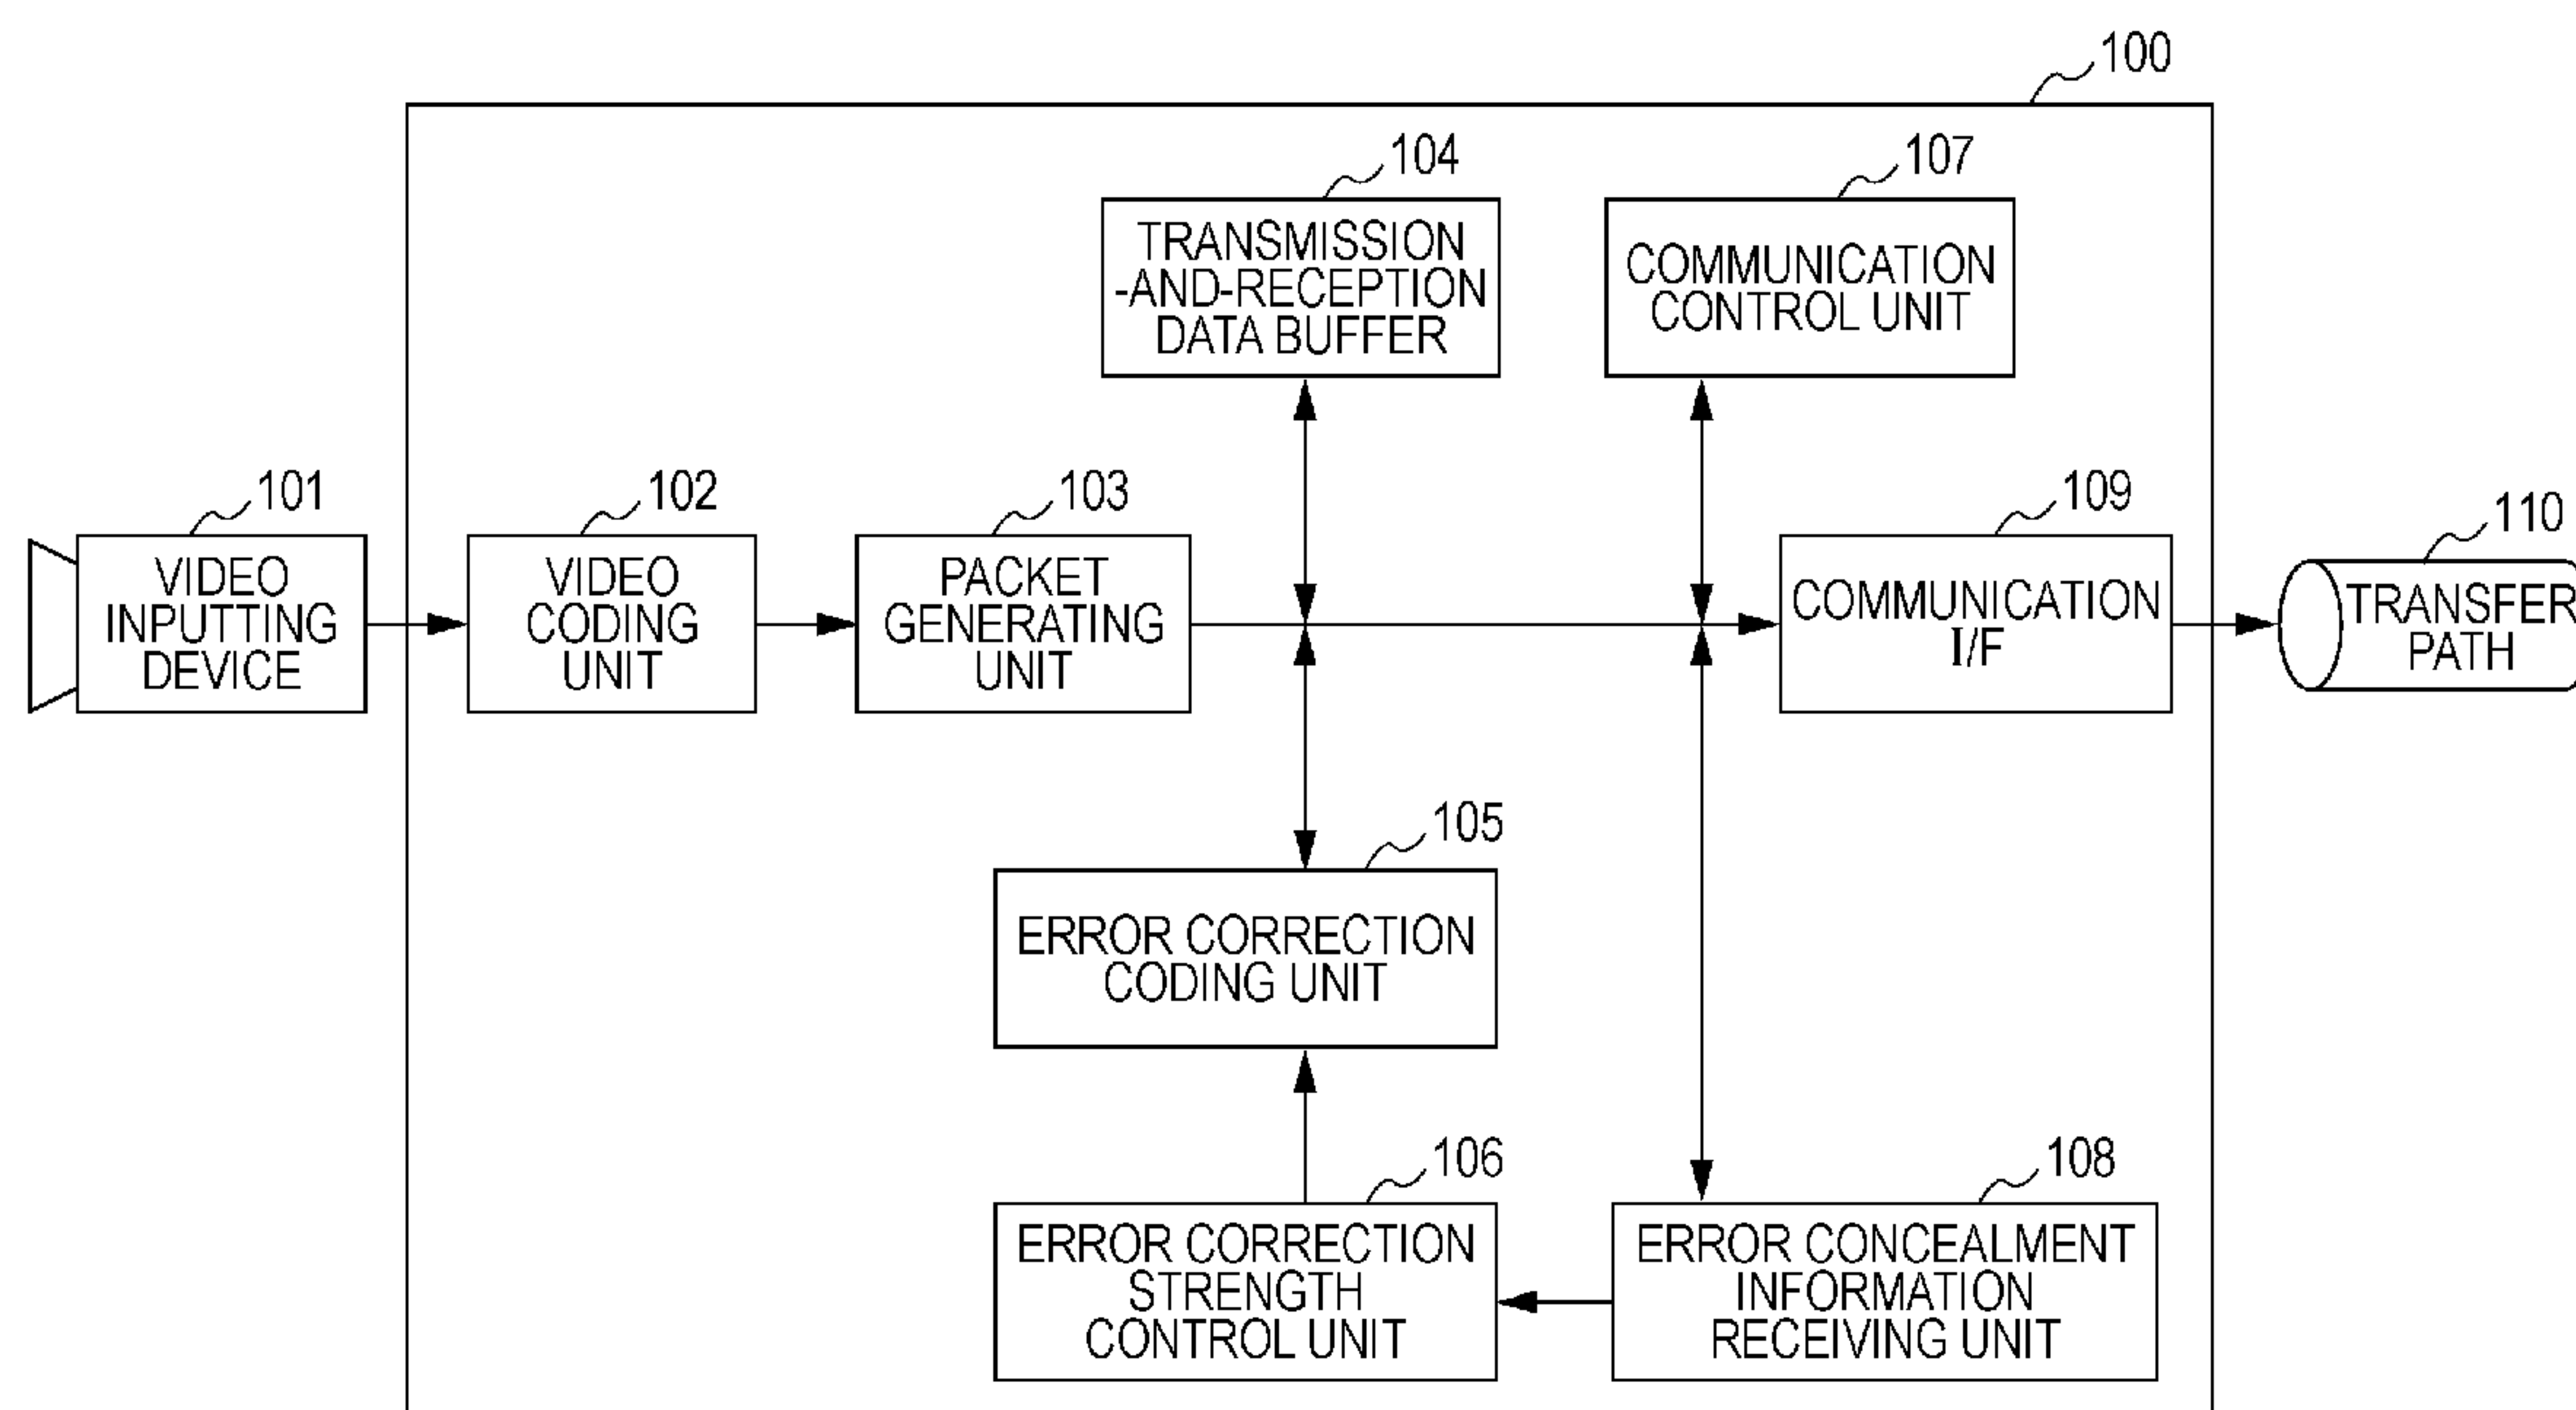 100
104
TRANSMISSION
-AND-RECEPTION
DATA BUFFER
107
COMMUNICATION
CONTROL UNIT
101
VIDEO
INPUTTING
DEVICE
102
VIDEO
CODING
UNIT
103
PACKET
GENERATING
UNIT
109
COMMUNICATION
I/F
110
TRANSFER
PATH
105
ERROR CORRECTION
CODING UNIT
106
ERROR CORRECTION
STRENGTH
CONTROL UNIT
108
ERROR CONCEALMENT
INFORMATION
RECEIVING UNIT